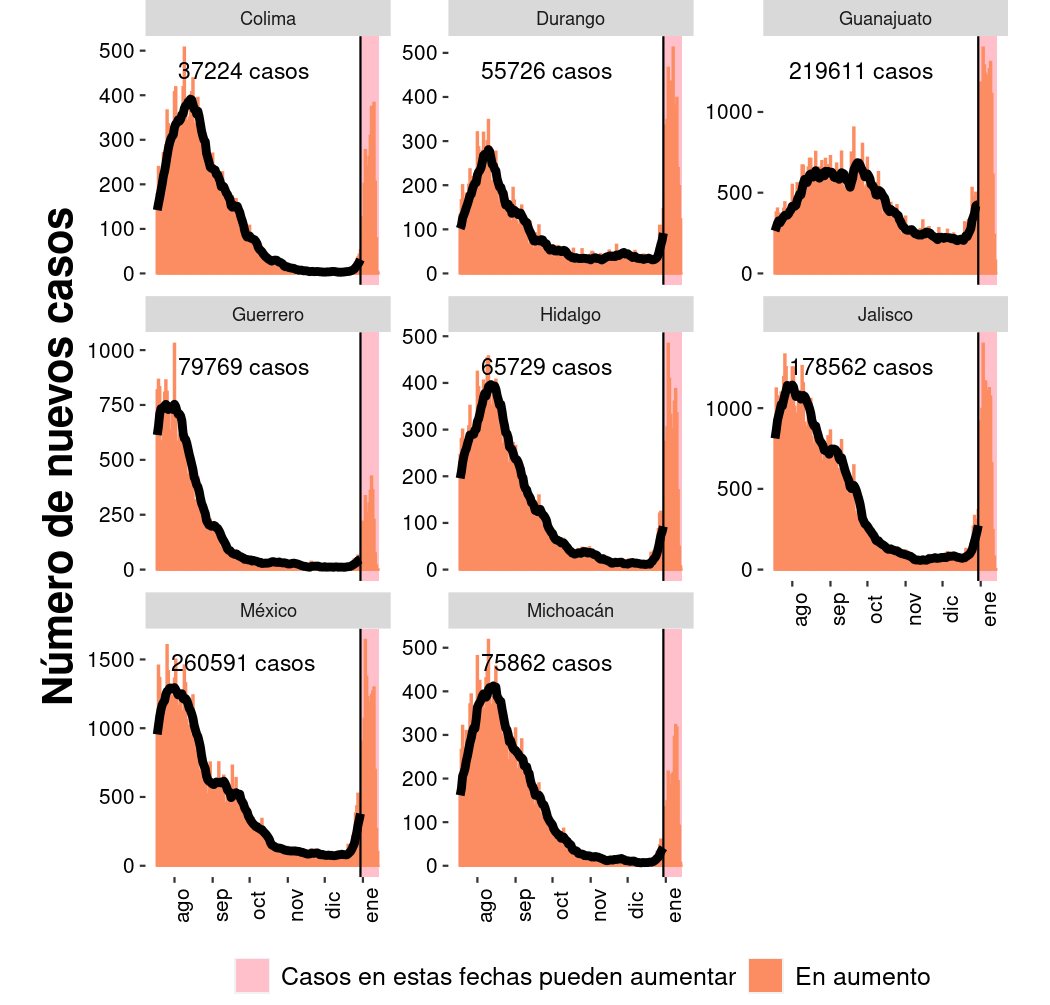 Número de nuevos casos
Colima
Durango
Guanajuato
500
400
300
200
100
0
37224 casos
500
400
300
200
100
0
55726 casos
1000
500
0
219611 casos
Guerrero
Hidalgo
Jalisco
1000
750
500
250
0
79769 casos
500
400
300
200
100
0
65729 casos
1000
500
0
178562 casos
ago
sep
oct
nov
dic
ene
México
Michoacán
1500
1000
500
0
260591 casos
500
400
300
200
100
0
75862 casos
ago
sep
oct
nov
dic
ene
ago
sep
oct
nov
dic
ene
Casos en estas fechas pueden aumentar
En aumento